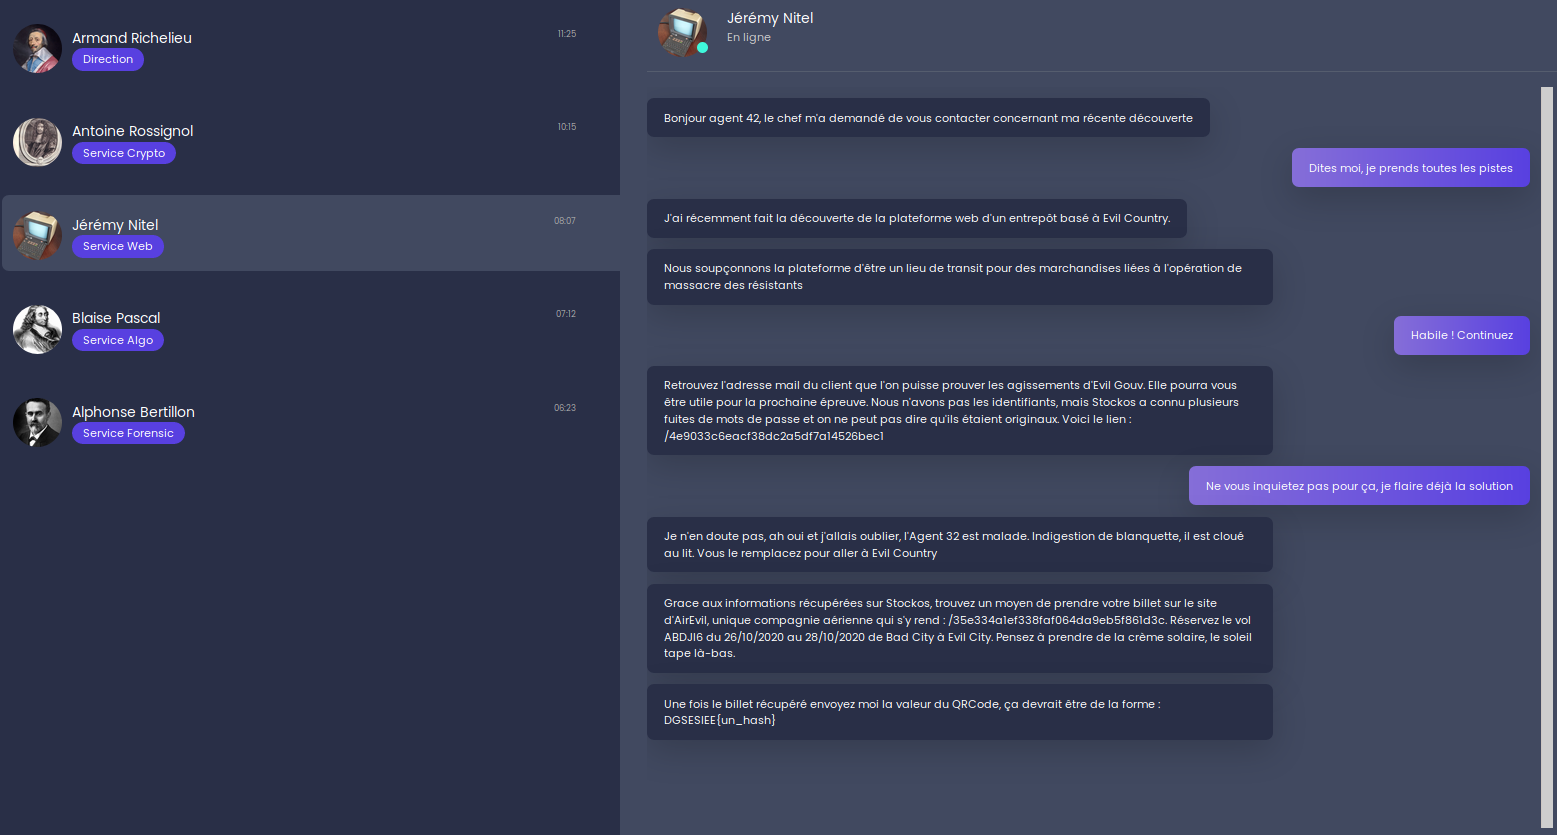 Armand Richelieu
11:25
Direction
Antoine Rossignol
10:15
Service Crypto
Jérémy Nitel
08:07
Service Web
Blaise Pascal
07:12
Service Algo
Alphonse Bertillon
06:23
Service Forensic
Jérémy Nitel
En ligne
Bonjour agent 42, le chef m'a demandé de vous contacter concernant ma récente découverte
Dites moi, je prends toutes les pistes
J'ai récemment fait la découverte de la plateforme web d'un entrepôt basé à Evil Country.
Nous soupçonnons la plateforme d'être un lieu de transit pour des marchandises liées à l'opération de
massacre des résistants
Habile ! Continuez
Retrouvez l'adresse mail du client que l'on puisse prouver les agissements d'Evil Gouv. Elle pourra vous
être utile pour la prochaine épreuve. Nous n'avons pas les identifiants, mais Stockos a connu plusieurs
fuites de mots de passe et on ne peut pas dire qu'ils étaient originaux. Voici le lien :
/4e9033c6eacf38dc2a5df7a14526bec1
Ne vous inquietez pas pour ça, je flaire déjà la solution
Je n'en doute pas, ah oui et j'allais oublier, l'Agent 32 est malade. Indigestion de blanquette, il est cloué
au lit. Vous le remplacez pour aller à Evil Country
Grace aux informations récupérées sur Stockos, trouvez un moyen de prendre votre billet sur le site
d'AirEvil, unique compagnie aérienne qui s'y rend : /35e334a1ef338faf064da9eb5f861d3c. Réservez le vol
ABDJI6 du 26/10/2020 au 28/10/2020 de Bad City à Evil City. Pensez à prendre de la crème solaire, le soleil
tape là-bas.
Une fois le billet récupéré envoyez moi la valeur du QRCode, ça devrait être de la forme :
DGSESIEE{un_hash}